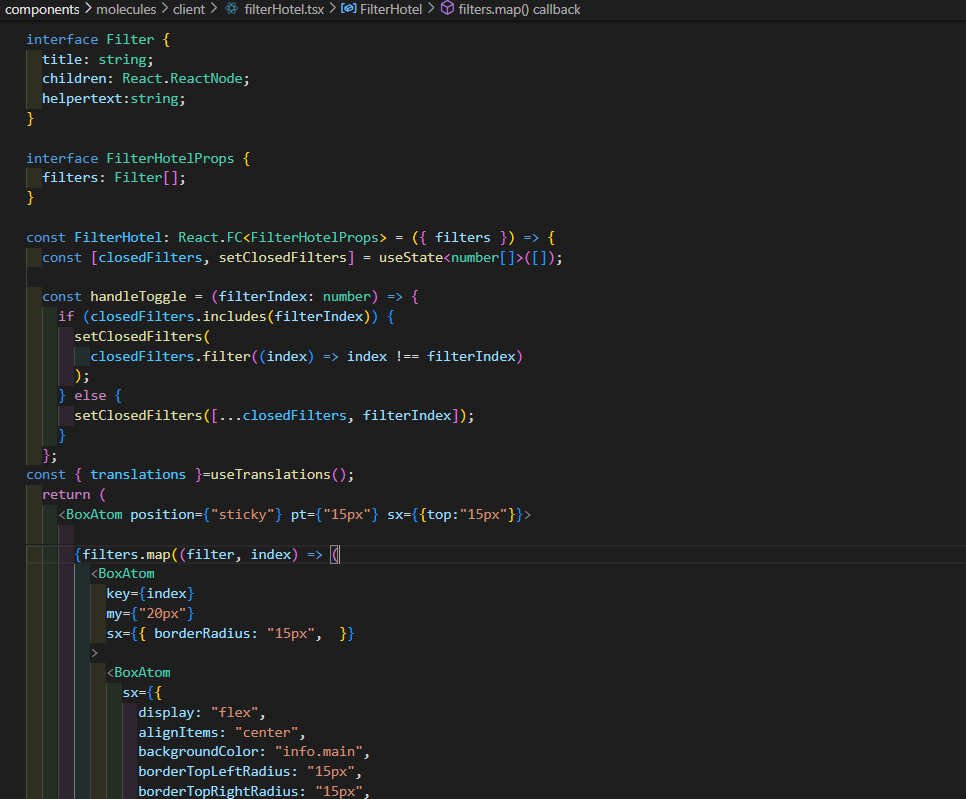 components > molecules > client > filterHotel.tsx > FilterHotel > filters.map() callback
interface Filter {
title: string;
children: React.ReactNode;
helpertext:string;
}
interface FilterHotelProps {
filters: Filter[];
}
const FilterHotel: React.FC<FilterHotelProps> = ({ filters }) => {
const [closedFilters, setClosedFilters] = useState<number[]>([]);
const handleToggle = (filterIndex: number) => {
if (closedFilters.includes(filterIndex)) {
setClosedFilters(
closedFilters.filter((index) => index !== filterIndex)
);
} else {
setClosedFilters([...closedFilters, filterIndex]);
}
};
const { translations }=useTranslations();
return (
<BoxAtom position={"sticky"} pt={"15px"} sx={{top:"15px"}}>
{filters.map((filter, index) => (
<BoxAtom
key={index}
my={"20px"}
sx={{ borderRadius: "15px",  }}
>
<BoxAtom
sx={{
display: "flex",
alignItems: "center",
backgroundColor: "info.main",
borderTopLeftRadius: "15px",
borderTopRightRadius: "15px",